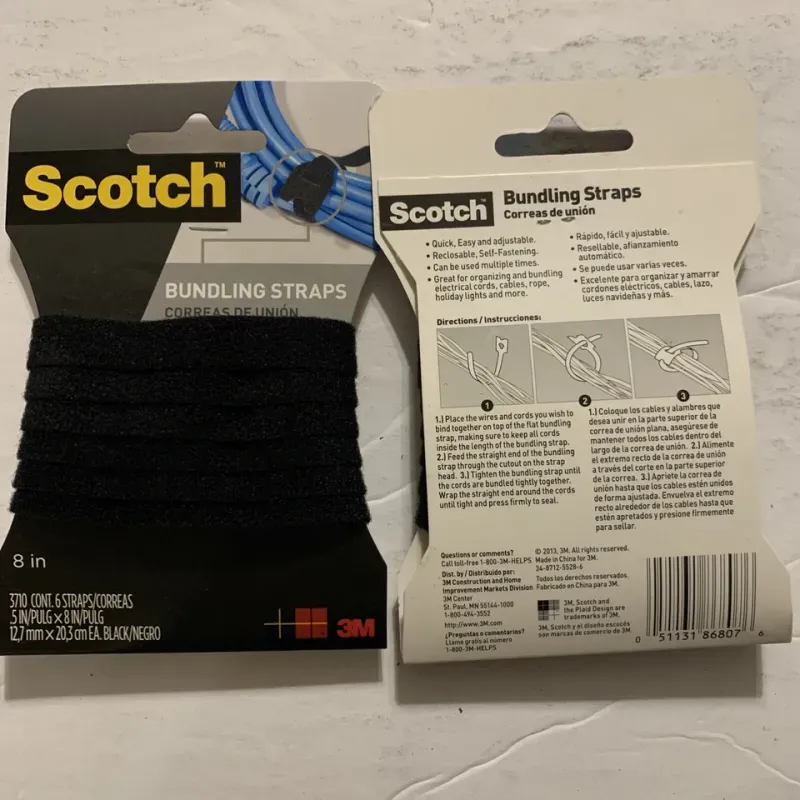 Scotch™
BUNDLING STRAPS
CORREAS DE UNIÓN
8 in
3710 CONT. 6 STRAPS/CORREAS
.5 IN/PULG x 8 IN/PULG
12,7 mm x 20,3 cm EA. BLACK/NEGRO
3M
Scotch™
Bundling Straps
Correas de unión
• Quick, Easy and adjustable.
• Reclosable, Self-Fastening.
• Can be used multiple times.
• Great for organizing and bundling
electrical cords, cables, rope,
holiday lights and more.
• Rápido, fácil y ajustable.
• Resellable, afianzamiento
automático.
• Se puede usar varias veces.
• Excelente para organizar y amarrar
cordones eléctricos, cables, lazo,
luces navideñas y más.
Directions / Instrucciones:
1
2
3
1.) Place the wires and cords you wish to
bind together on top of the flat bundling
strap, making sure to keep all cords
inside the length of the bundling strap.
2.) Feed the straight end of the bundling
strap through the cutout on the strap
head. 3.) Tighten the bundling strap until
the cords are bundled tightly together.
Wrap the straight end around the cords
until tight and press firmly to seal.
1.) Coloque los cables y alambres que
desea unir en la parte superior de la
correa de unión plana, asegúrese de
mantener todos los cables dentro del
largo de la correa de unión. 2.) Alimente
el extremo recto de la correa de unión
a través del corte en la parte superior
de la correa. 3.) Apriete la correa de
unión hasta que los cables estén unidos
de forma ajustada. Envuelva el extremo
recto alrededor de los cables hasta que
estén apretados y presione firmemente
para sellar.
Questions or comments?
Call toll-free 1-800-3M-HELPS
Dist. by / Distribuido por:
3M Construction and Home
Improvement Markets Division
3M Center
St. Paul, MN 55144-1000
1-800-494-3552
http://www.3M.com
¿Preguntas o comentarios?
Llame gratis al número
1-800-3M-HELPS
© 2013, 3M. All rights reserved.
Made in China for 3M.
34-8712-5528-6
Todos los derechos reservados.
Fabricado en China para 3M.
3M, Scotch and
the Plaid Design are
trademarks of 3M.
3M, Scotch y el diseño escocés
son marcas de comercio de 3M.
0 51131 86807 6